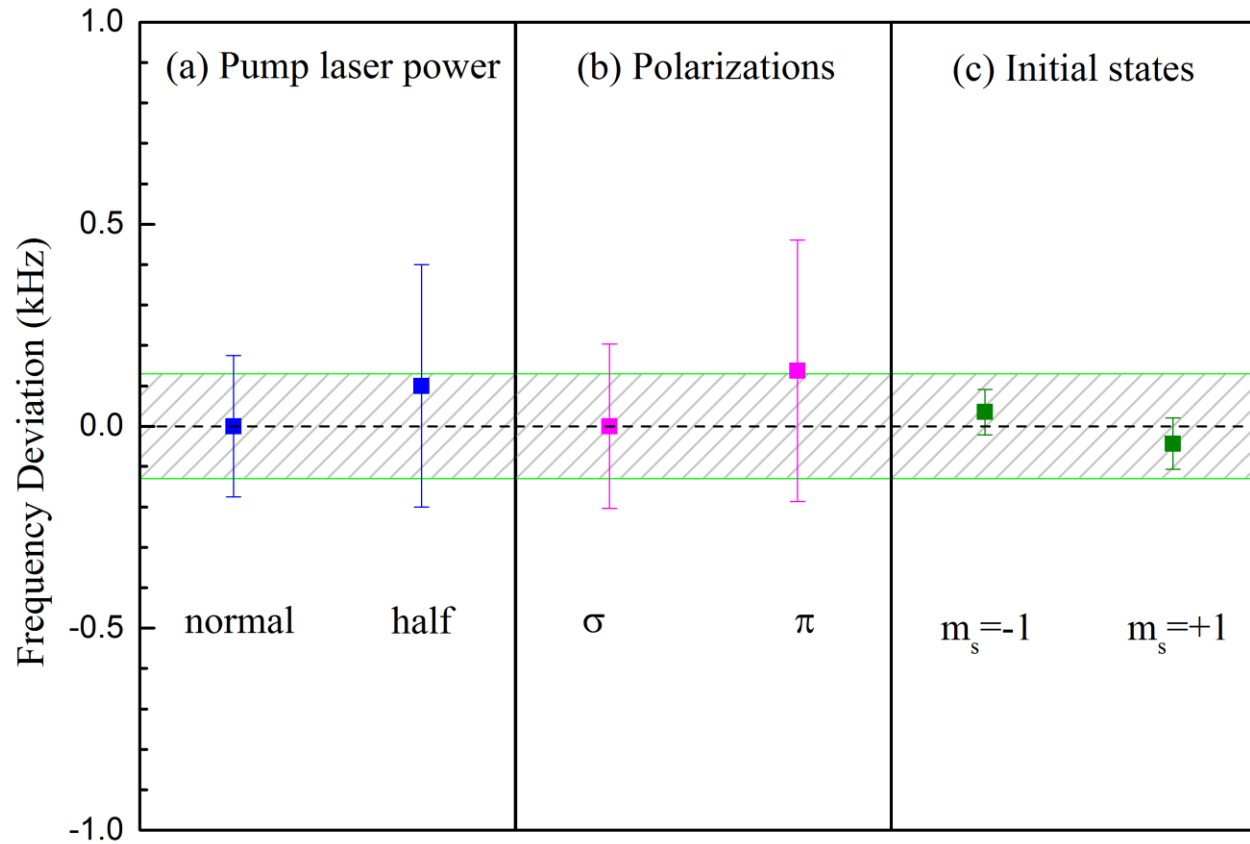 (a) Pump laser power
(b) Polarizations
(c) Initial states
Frequency Deviation (kHz)
1.0
0.5
0.0
-0.5
-1.0
normal
half
σ
π
mₛ=-1
mₛ=+1